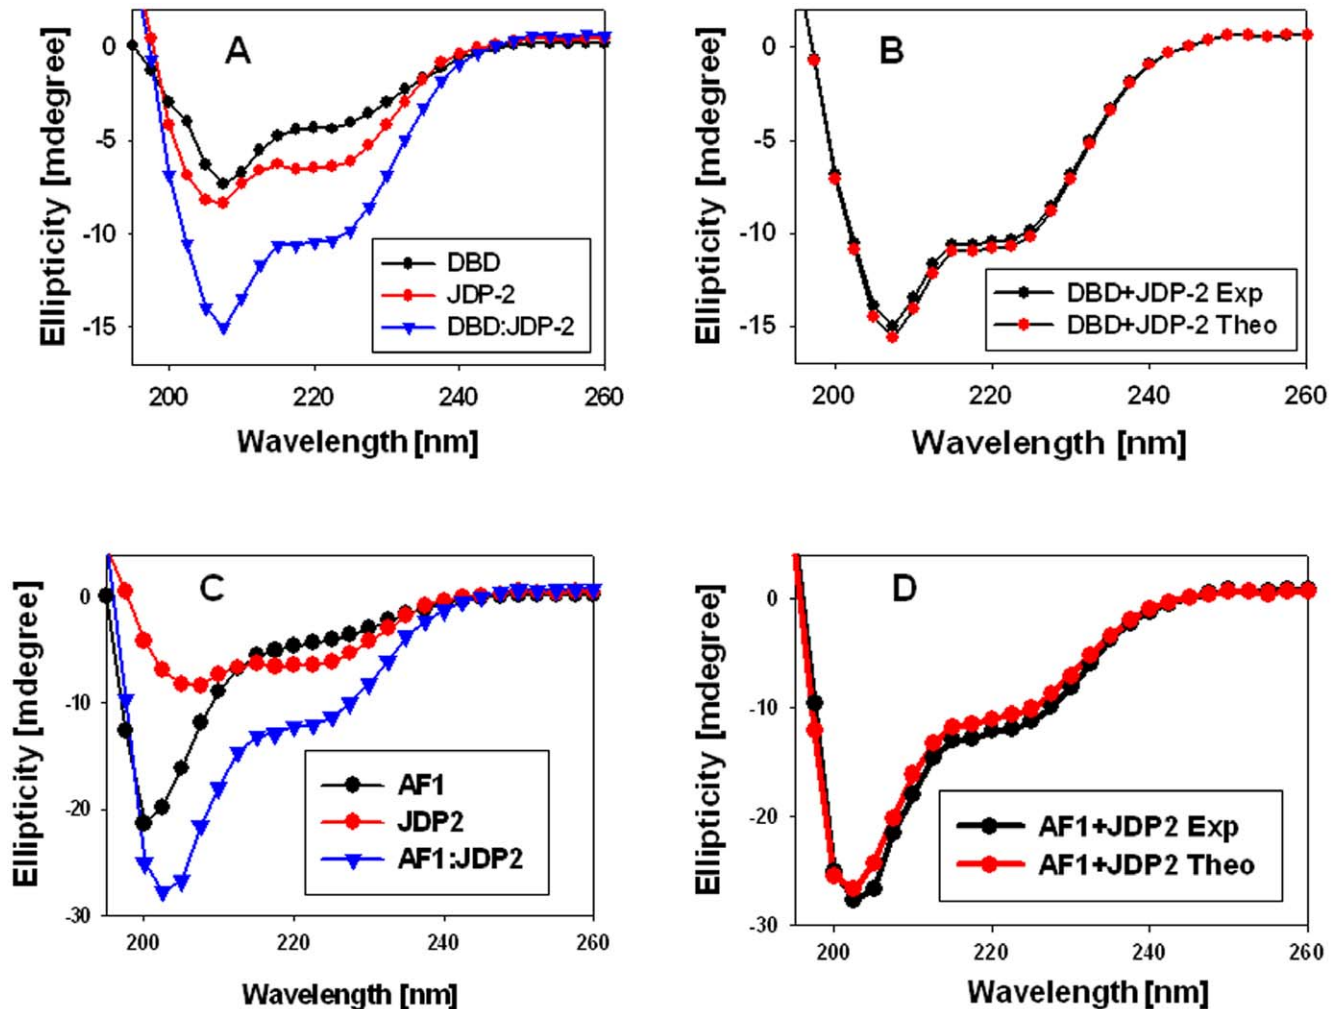 A
Ellipticity [mdegree]
0
-5
-10
-15
DBD
JDP-2
DBD:JDP-2
200 220 240 260
Wavelength [nm]
B
Ellipticity [mdegree]
0
-5
-10
-15
DBD+JDP-2 Exp
DBD+JDP-2 Theo
200 220 240 260
Wavelength [nm]
C
Ellipticity [mdegree]
0
-10
-20
-30
AF1
JDP2
AF1:JDP2
200 220 240 260
Wavelength [nm]
D
Ellipticity [mdegree]
0
-10
-20
-30
AF1+JDP2 Exp
AF1+JDP2 Theo
200 220 240 260
Wavelength [nm]